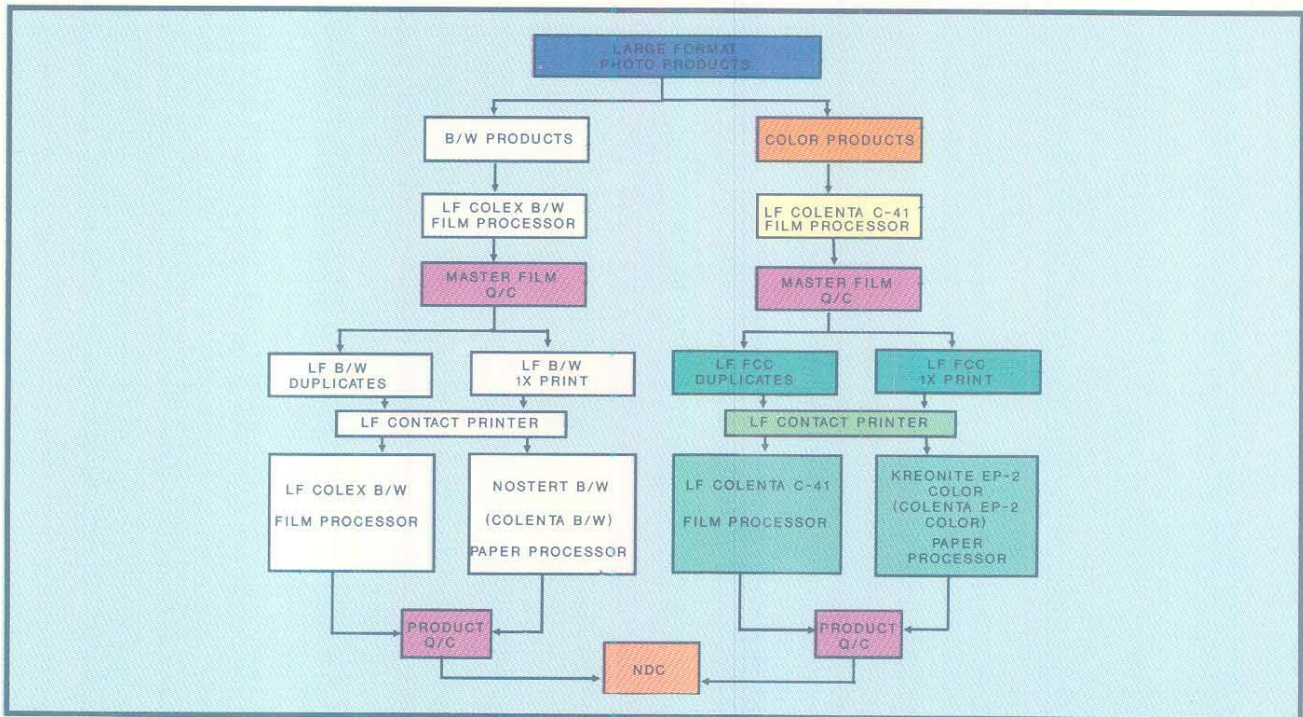 LARGE FORMAT
PHOTO PRODUCTS
B/W PRODUCTS
COLOR PRODUCTS
LF COLEX B/W
FILM PROCESSOR
LF COLENTA C-41
FILM PROCESSOR
MASTER FILM
Q/C
MASTER FILM
Q/C
LF B/W
DUPLICATES
LF B/W
1X PRINT
LF FCC
DUPLICATES
LF FCC
1X PRINT
LF CONTACT PRINTER
LF CONTACT PRINTER
LF COLEX B/W
FILM PROCESSOR
NOSTERT B/W
(COLENTA B/W)
PAPER PROCESSOR
LF COLENTA C-41
FILM PROCESSOR
KREONITE EP-2
COLOR
(COLENTA EP-2
COLOR)
PAPER
PROCESSOR
PRODUCT
Q/C
PRODUCT
Q/C
NDC